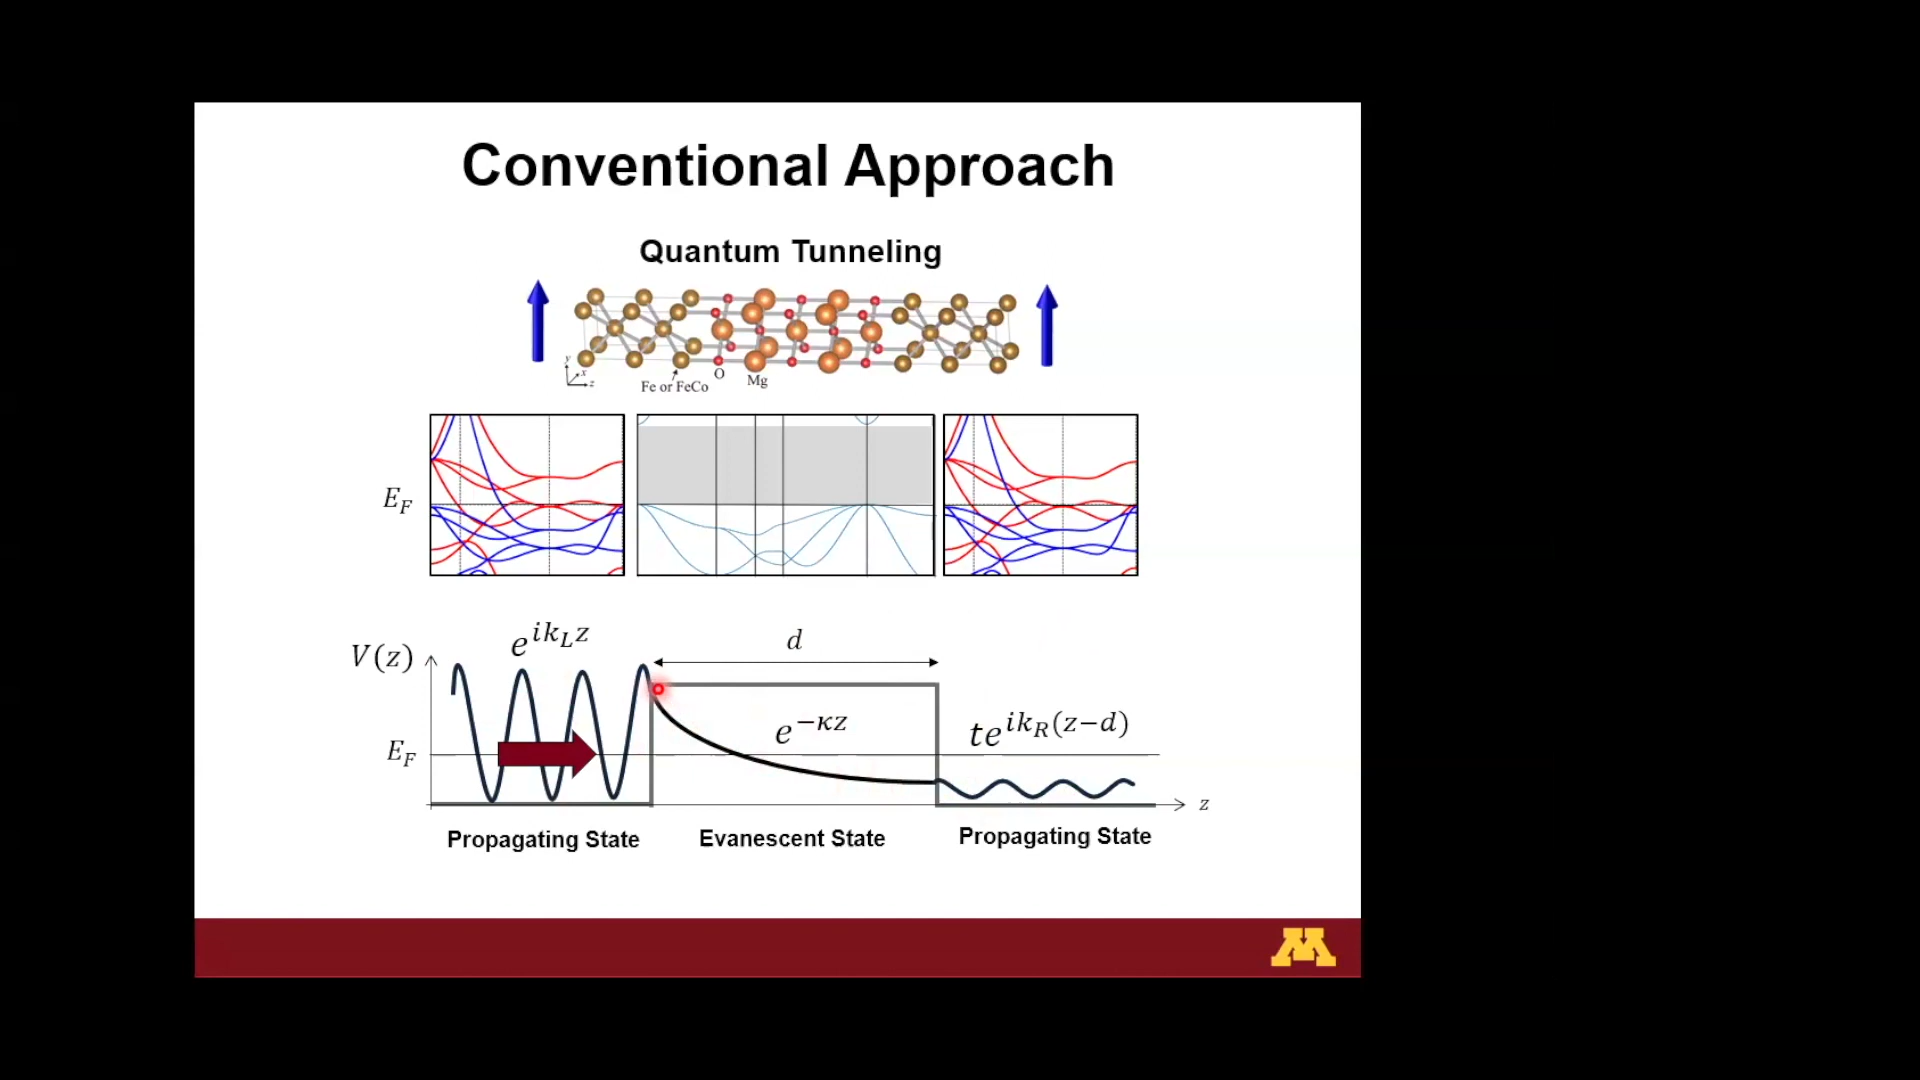 Conventional Approach
Quantum Tunneling
y
x
z
Fe or FeCo
O
Mg
E_F
V(z)
e^{ik_L z}
d
e^{-κz}
te^{ik_R(z-d)}
E_F
z
Propagating State
Evanescent State
Propagating State
M